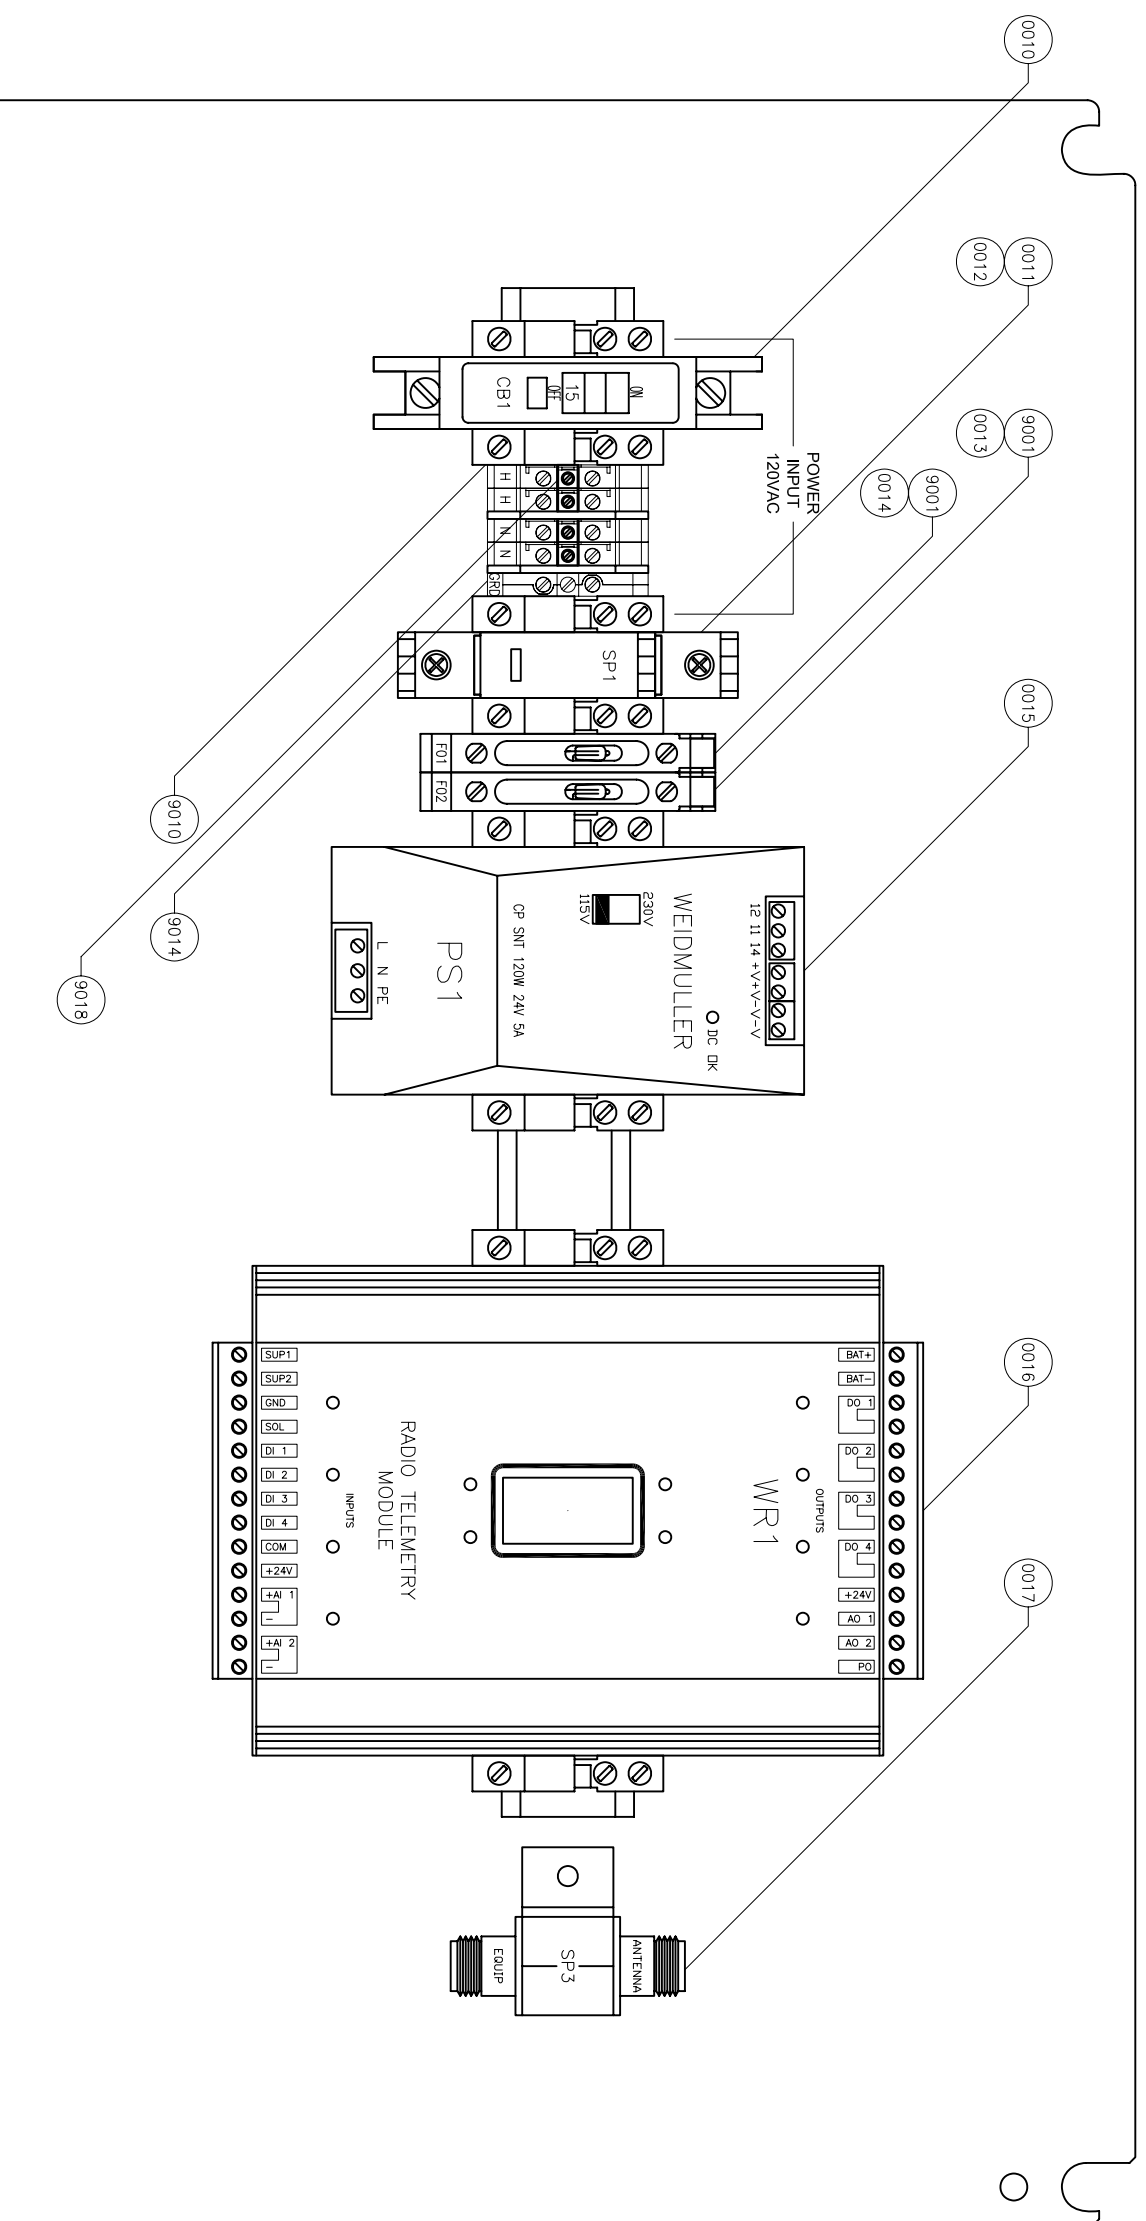 0010
0011
0012
9001
0013
9001
0014
0015
0016
0017
POWER
INPUT
120VAC
ON
15
OFF
CB1
H
H
N
N
GRD
SP1
F01
F02
12 11 14 +V+V-V-V
DC OK
WEIDMULLER
230V
115V
CP SNT 120W 24V 5A
PS1
L N PE
9010
9014
9018
BAT+
BAT-
DO 1
DO 2
DO 3
DO 4
+24V
AO 1
AO 2
PO
OUTPUTS
WR1
RADIO TELEMETRY
MODULE
INPUTS
SUP1
SUP2
GND
SOL
DI 1
DI 2
DI 3
DI 4
COM
+24V
+AI 1
-
+AI 2
-
ANTENNA
SP3
EQUIP